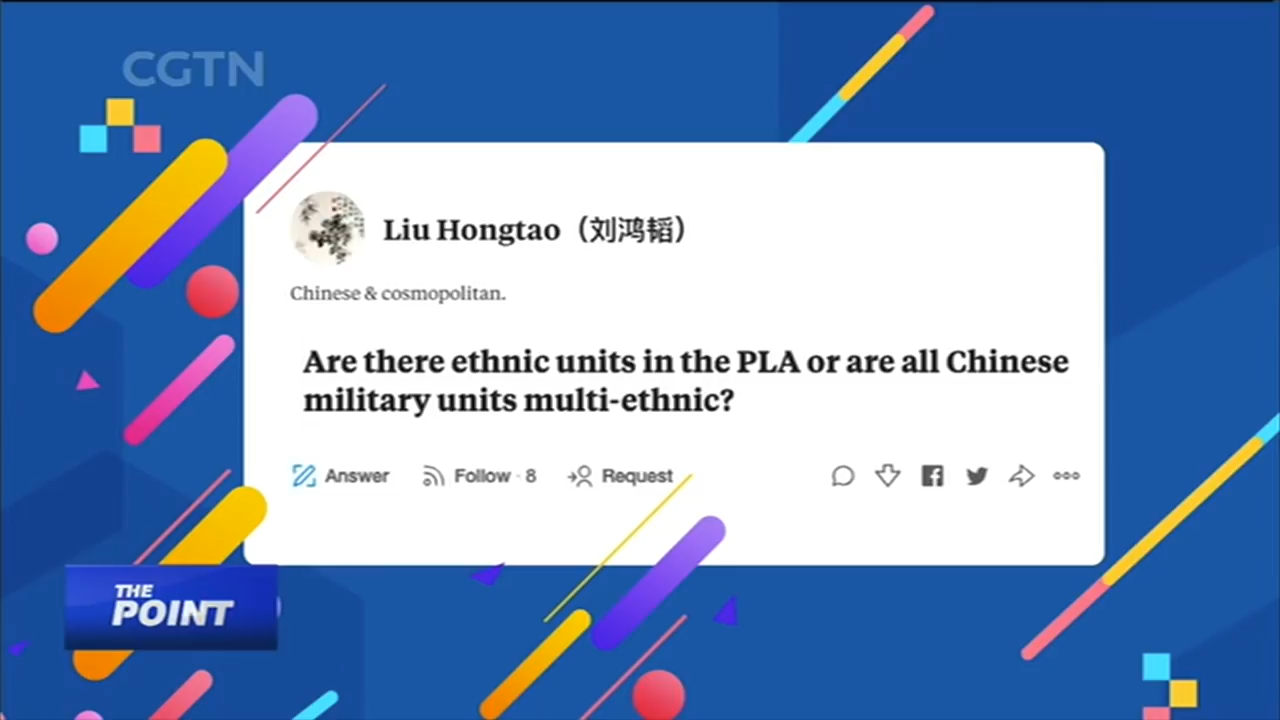 CGTN
Liu Hongtao（刘鸿韬）
Chinese & cosmopolitan.
Are there ethnic units in the PLA or are all Chinese
military units multi-ethnic?
Answer Follow · 8 Request
THE
POINT